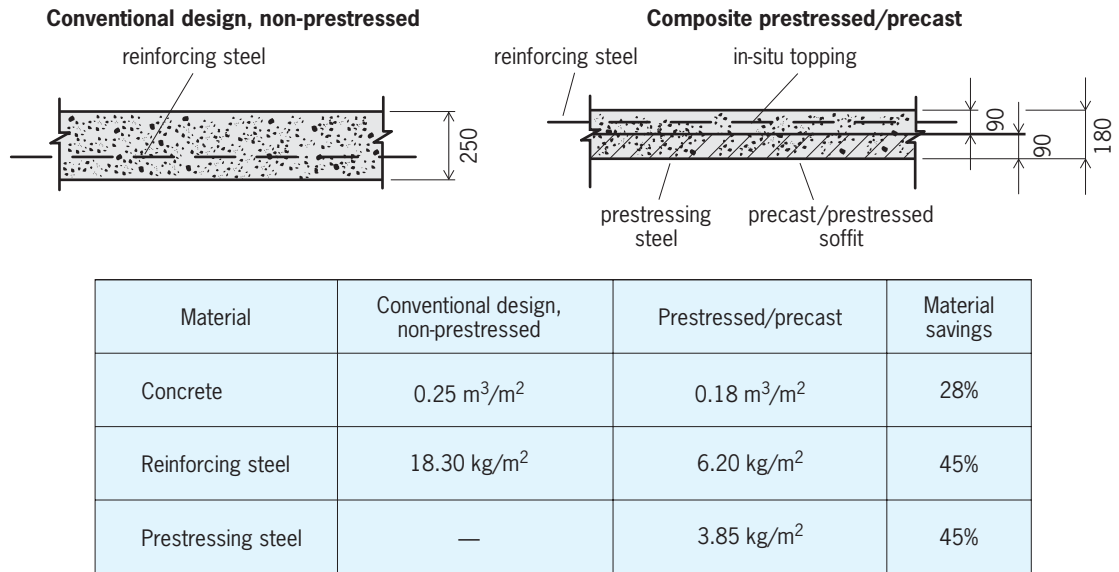 Conventional design, non-prestressed
reinforcing steel
250
Composite prestressed/precast
reinforcing steel
in-situ topping
90
90
180
prestressing
steel
precast/prestressed
soffit
Material
Conventional design,
non-prestressed
Prestressed/precast
Material
savings
Concrete
0.25 m³/m²
0.18 m³/m²
28%
Reinforcing steel
18.30 kg/m²
6.20 kg/m²
45%
Prestressing steel
—
3.85 kg/m²
45%